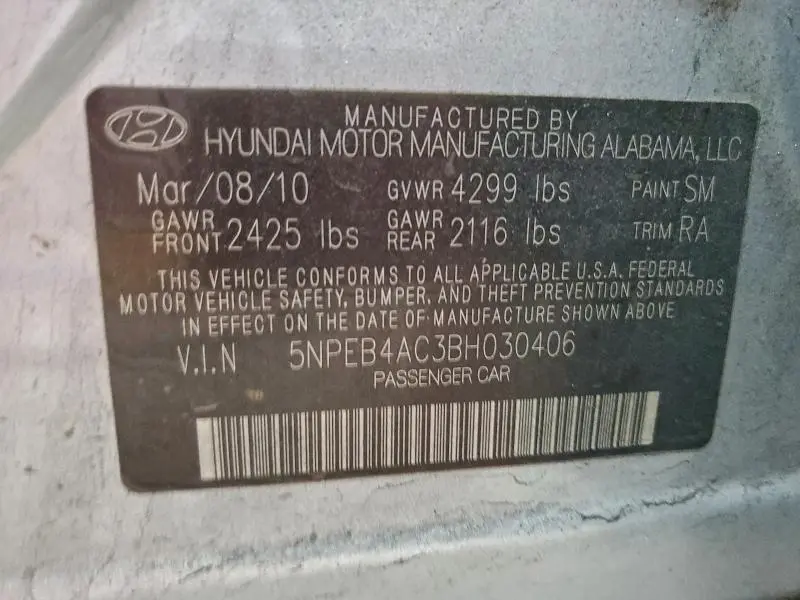 MANUFACTURED BY
HYUNDAI MOTOR MANUFACTURING ALABAMA, LLC
Mar/08/10 GVWR 4299 lbs PAINT SM
GAWR FRONT 2425 lbs GAWR REAR 2116 lbs TRIM RA
THIS VEHICLE CONFORMS TO ALL APPLICABLE U.S.A. FEDERAL
MOTOR VEHICLE SAFETY, BUMPER, AND THEFT PREVENTION STANDARDS
IN EFFECT ON THE DATE OF MANUFACTURE SHOWN ABOVE
V.I.N 5NPEB4AC3BH030406
PASSENGER CAR